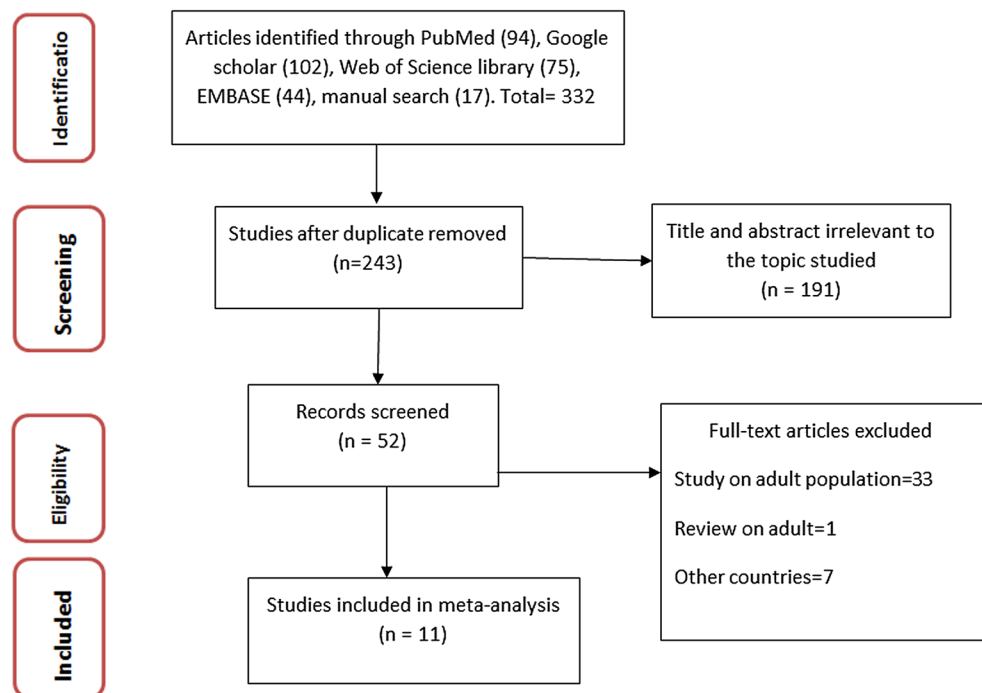 Identificatio
Articles identified through PubMed (94), Google
scholar (102), Web of Science library (75),
EMBASE (44), manual search (17). Total= 332
Screening
Studies after duplicate removed
(n=243)
Title and abstract irrelevant to
the topic studied
(n = 191)
Eligibility
Records screened
(n = 52)
Full-text articles excluded
Study on adult population=33
Review on adult=1
Other countries=7
Included
Studies included in meta-analysis
(n = 11)